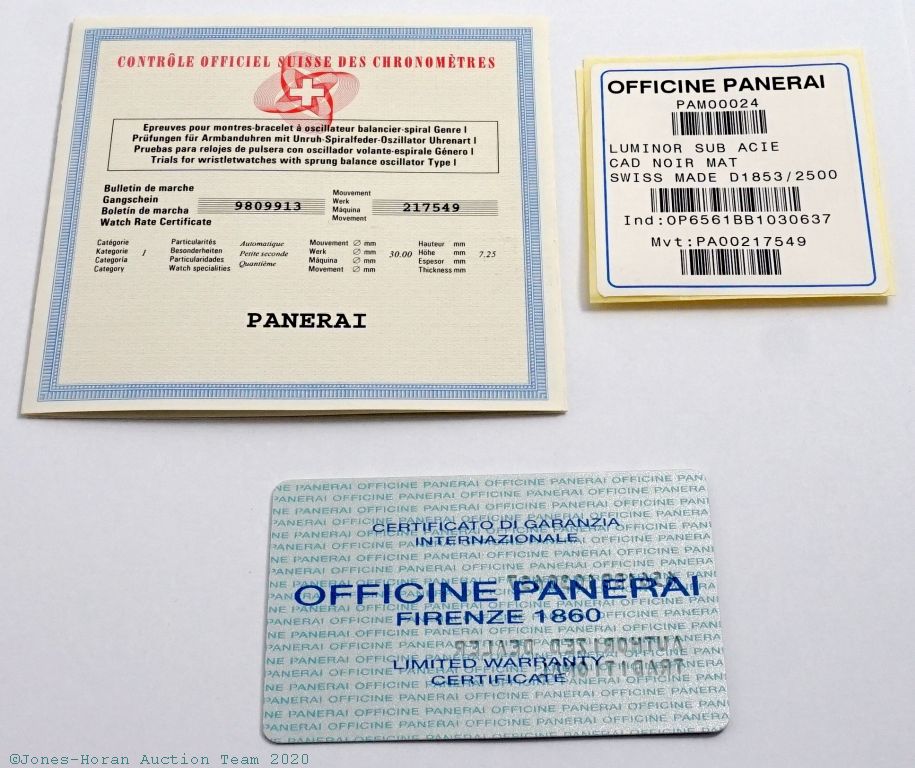 CONTRÔLE OFFICIEL SUISSE DES CHRONOMÈTRES
Epreuves pour montres-bracelet à oscillateur balancier-spiral Genre I
Prüfungen für Armbanduhren mit Unruh-Spiralfeder-Oszillator Uhrenart I
Pruebas para relojes de pulsera con oscilador volante-espirale Género I
Trials for wristletwatches with sprung balance oscillator Type I
Bulletin de marche
Gangschein
Boletín de marcha
Watch Rate Certificate
9809913
Mouvement
Werk
Máquina
Movement
217549
Catégorie
Kategorie
Categoría
Category
1
Particularités
Besonderheiten
Particularidades
Watch specialities
Automatique
Petite seconde
Quantième
Mouvement ∅ mm
Werk ∅ mm
Máquina ∅ mm
Movement ∅ mm
30.00
Hauteur mm
Höhe mm
Espesor mm
Thickness mm
7.25
PANERAI
OFFICINE PANERAI
PAM00024
LUMINOR SUB ACIE
CAD NOIR MAT
SWISS MADE D1853/2500
Ind:OP6561BB1030637
Mvt:PA00217549
CERTIFICATO DI GARANZIA
INTERNAZIONALE
OFFICINE PANERAI
FIRENZE 1860
AUTHORIZED DEALER
LIMITED WARRANTY
CERTIFICATE
©Jones-Horan Auction Team 2020